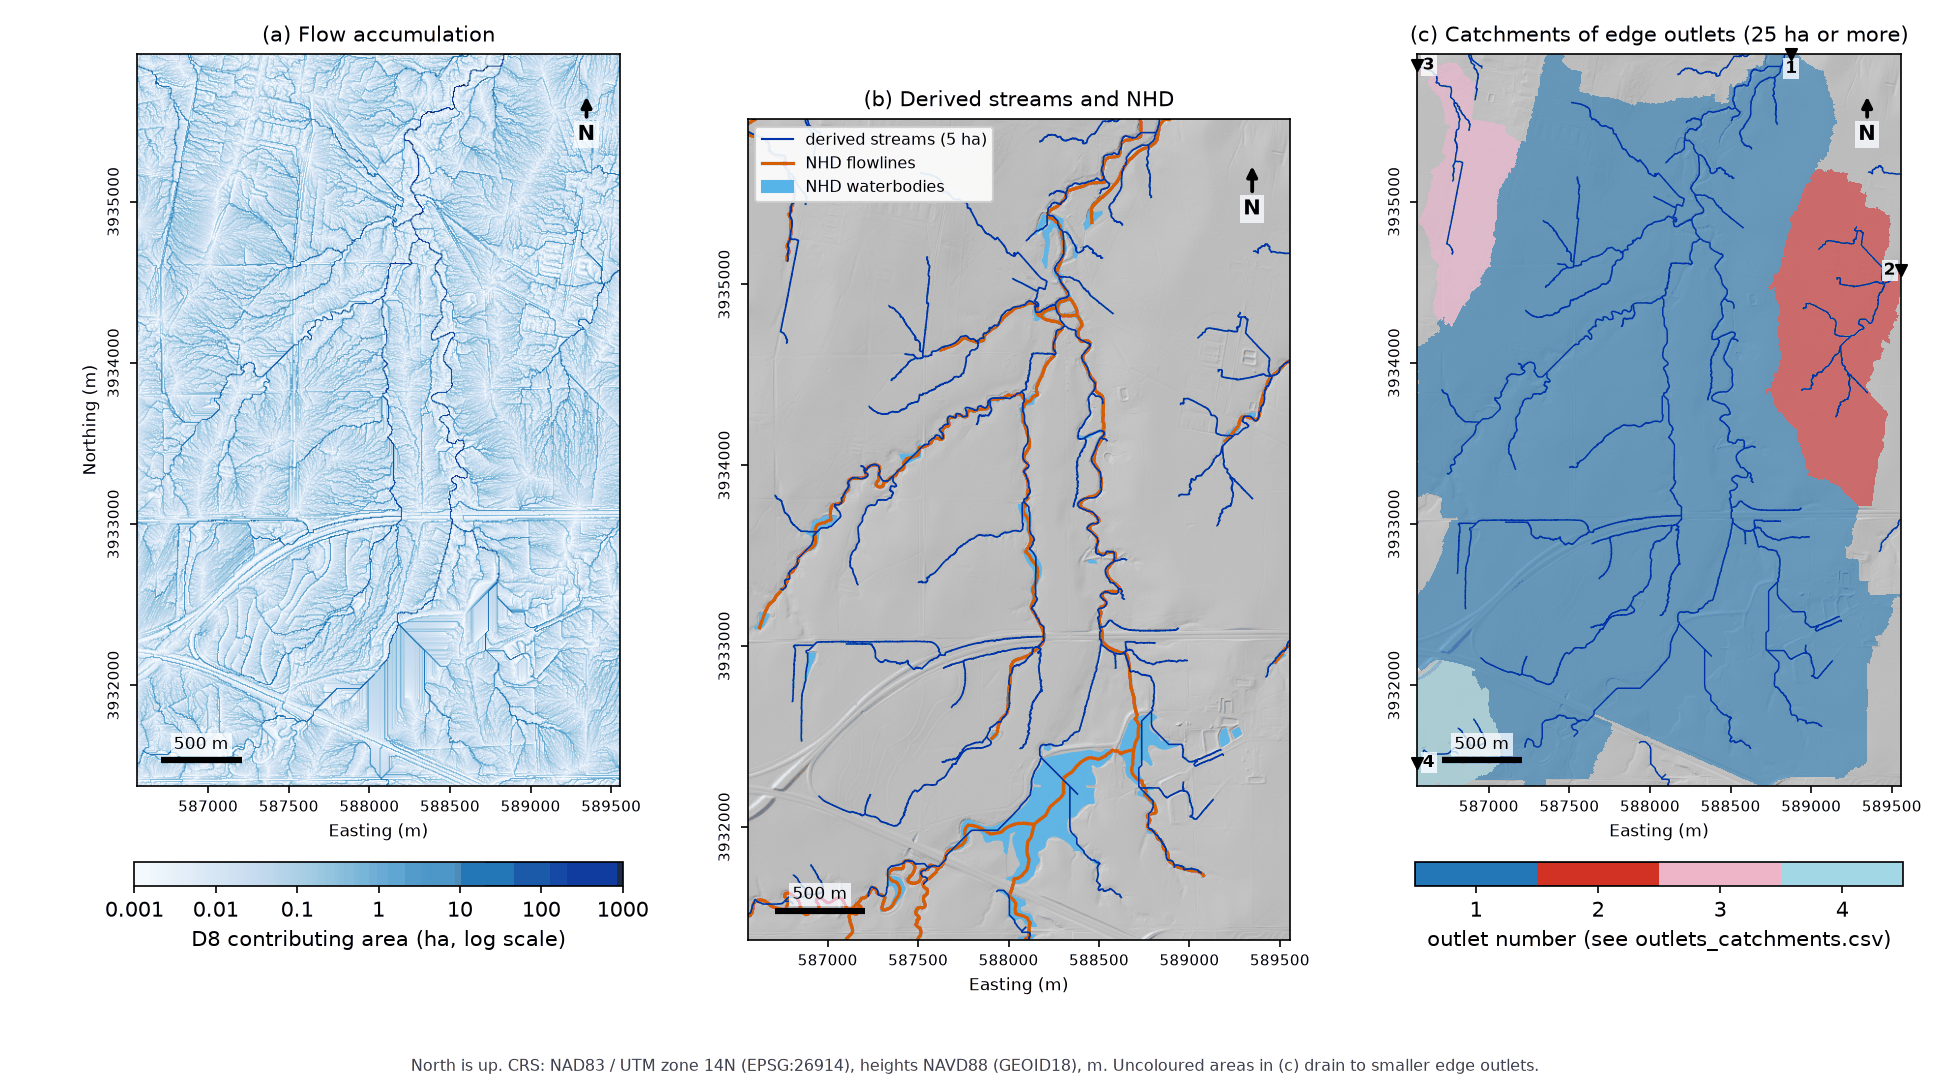 (a) Flow accumulation
N
3935000
3934000
3933000
3932000
Northing (m)
500 m
587000 587500 588000 588500 589000 589500
Easting (m)
0.001 0.01 0.1 1 10 100 1000
D8 contributing area (ha, log scale)
(b) Derived streams and NHD
derived streams (5 ha)
NHD flowlines
NHD waterbodies
N
3935000
3934000
3933000
3932000
500 m
587000 587500 588000 588500 589000 589500
Easting (m)
(c) Catchments of edge outlets (25 ha or more)
3
1
N
2
3935000
3934000
3933000
3932000
500 m
4
587000 587500 588000 588500 589000 589500
Easting (m)
1 2 3 4
outlet number (see outlets_catchments.csv)
North is up. CRS: NAD83 / UTM zone 14N (EPSG:26914), heights NAVD88 (GEOID18), m. Uncoloured areas in (c) drain to smaller edge outlets.